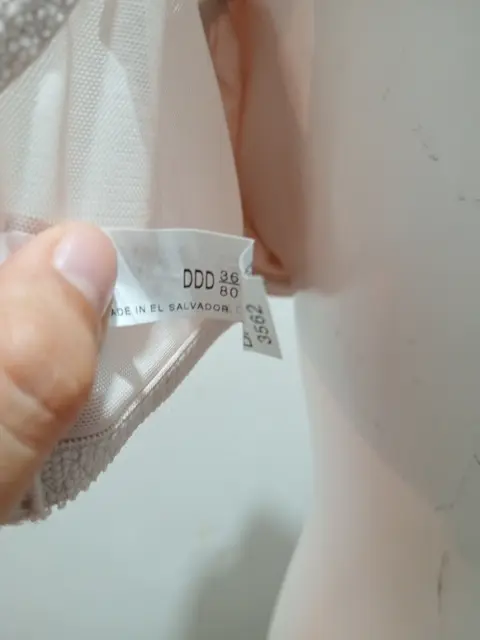 DDD 36
80
ADE IN EL SALVADOR
3562